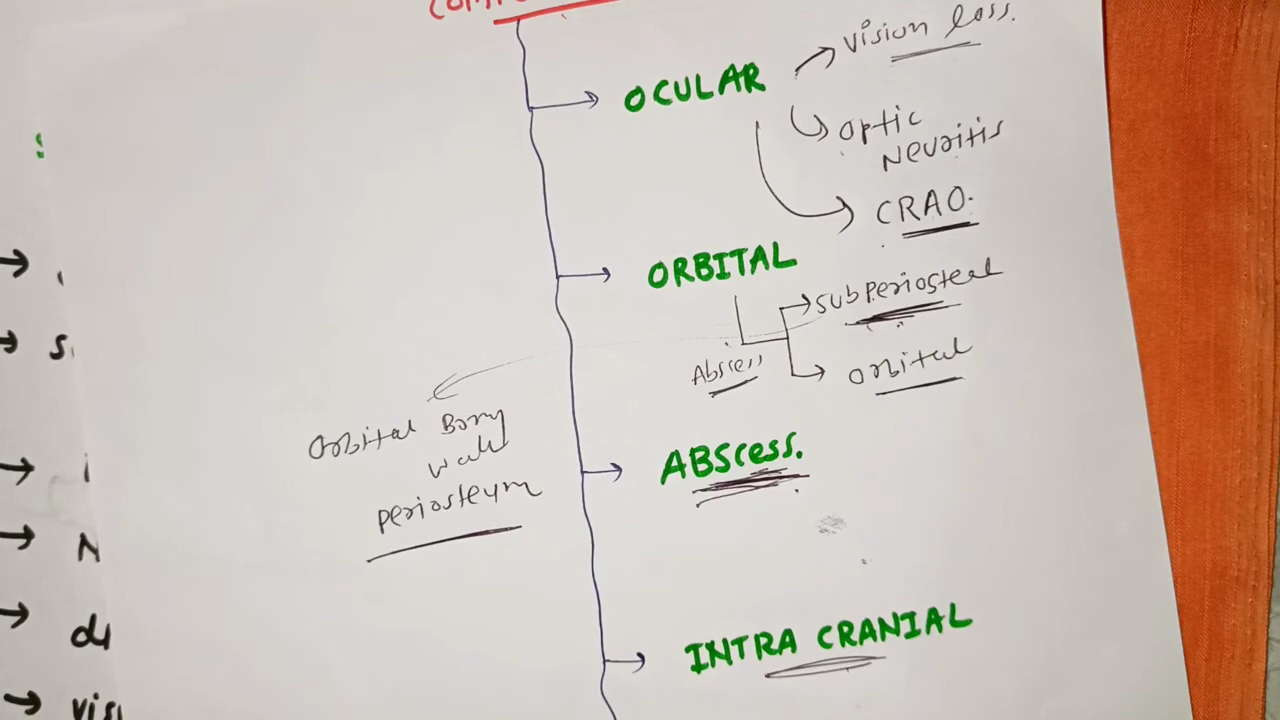 OCULAR
vision loss.
optic
Neuritis
CRAO.
ORBITAL
subperiosteal
Abscess
orbital
orbital Bony
wall
periosteum
ABScess.
INTRA CRANIAL